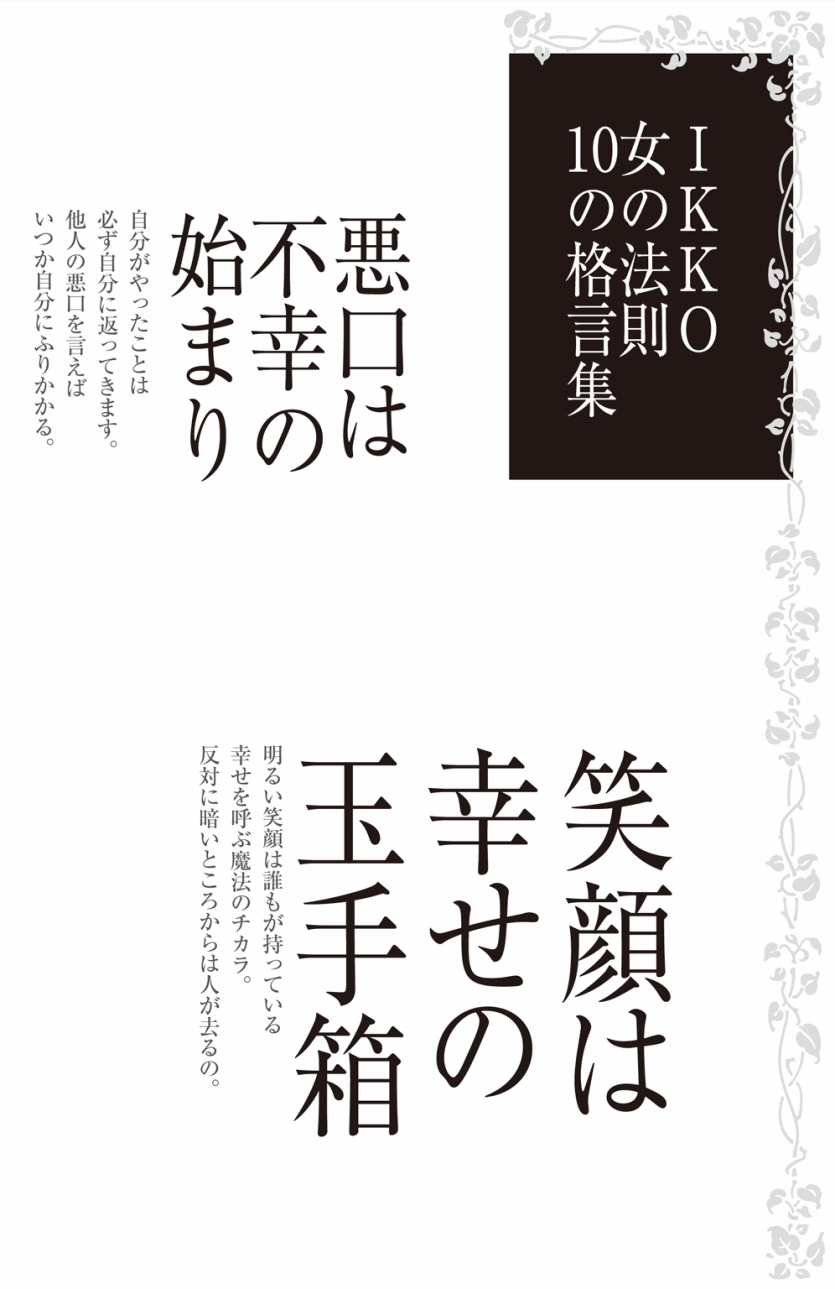 IKKO
女の法則
10の格言集
笑顔は
幸せの
玉手箱
明るい笑顔は誰もが持っている
幸せを呼ぶ魔法のチカラ。
反対に暗いところからは人が去るの。
悪口は
不幸の
始まり
自分がやったことは
必ず自分に返ってきます。
他人の悪口を言えば
いつか自分にふりかかる。